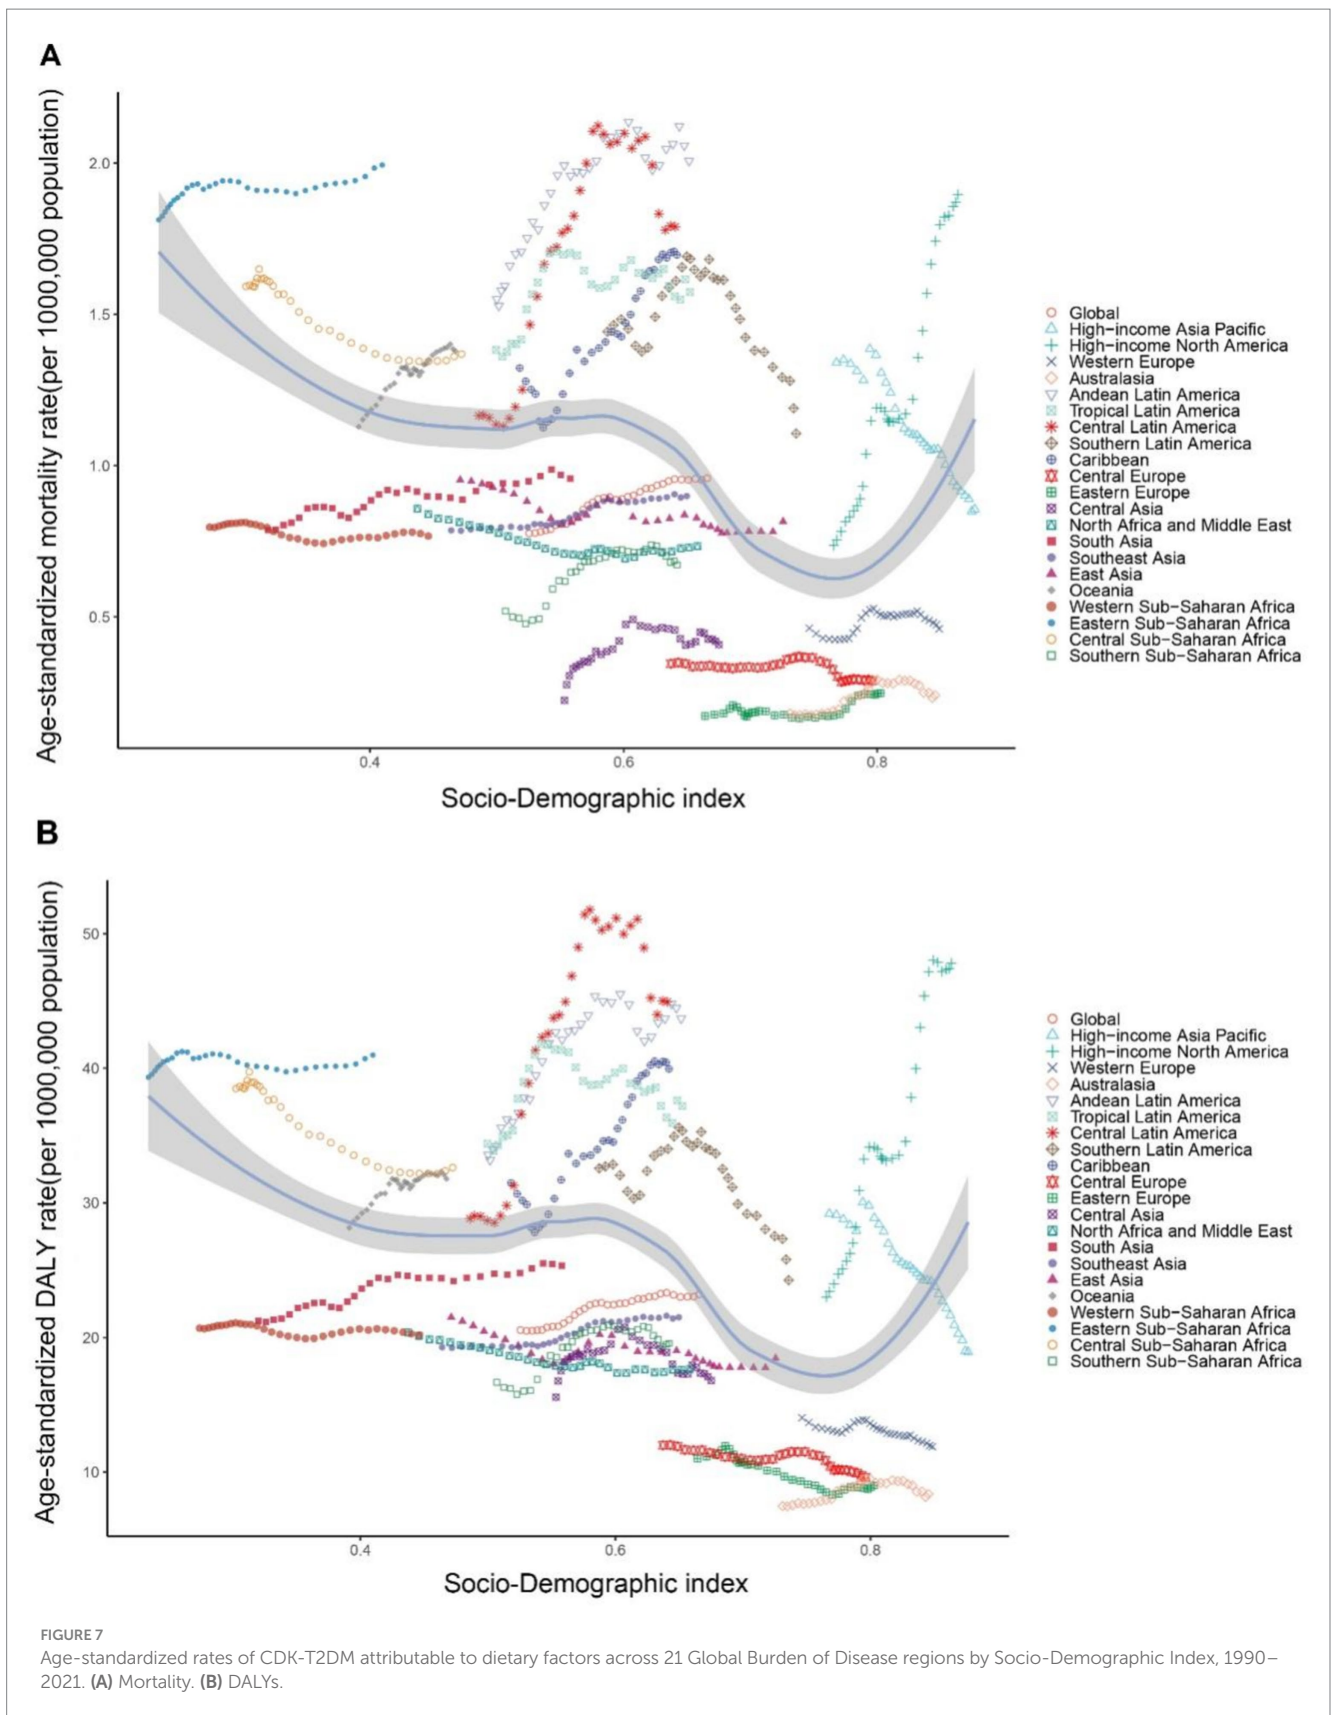 A
Age-standardized mortality rate(per 1000,000 population)
2.0
1.5
1.0
0.5
0.4
0.6
0.8
Socio-Demographic index
Global
High-income Asia Pacific
High-income North America
Western Europe
Australasia
Andean Latin America
Tropical Latin America
Central Latin America
Southern Latin America
Caribbean
Central Europe
Eastern Europe
Central Asia
North Africa and Middle East
South Asia
Southeast Asia
East Asia
Oceania
Western Sub-Saharan Africa
Eastern Sub-Saharan Africa
Central Sub-Saharan Africa
Southern Sub-Saharan Africa
B
Age-standardized DALY rate(per 1000,000 population)
50
40
30
20
10
0.4
0.6
0.8
Socio-Demographic index
Global
High-income Asia Pacific
High-income North America
Western Europe
Australasia
Andean Latin America
Tropical Latin America
Central Latin America
Southern Latin America
Caribbean
Central Europe
Eastern Europe
Central Asia
North Africa and Middle East
South Asia
Southeast Asia
East Asia
Oceania
Western Sub-Saharan Africa
Eastern Sub-Saharan Africa
Central Sub-Saharan Africa
Southern Sub-Saharan Africa
FIGURE 7
Age-standardized rates of CDK-T2DM attributable to dietary factors across 21 Global Burden of Disease regions by Socio-Demographic Index, 1990–
2021. (A) Mortality. (B) DALYs.